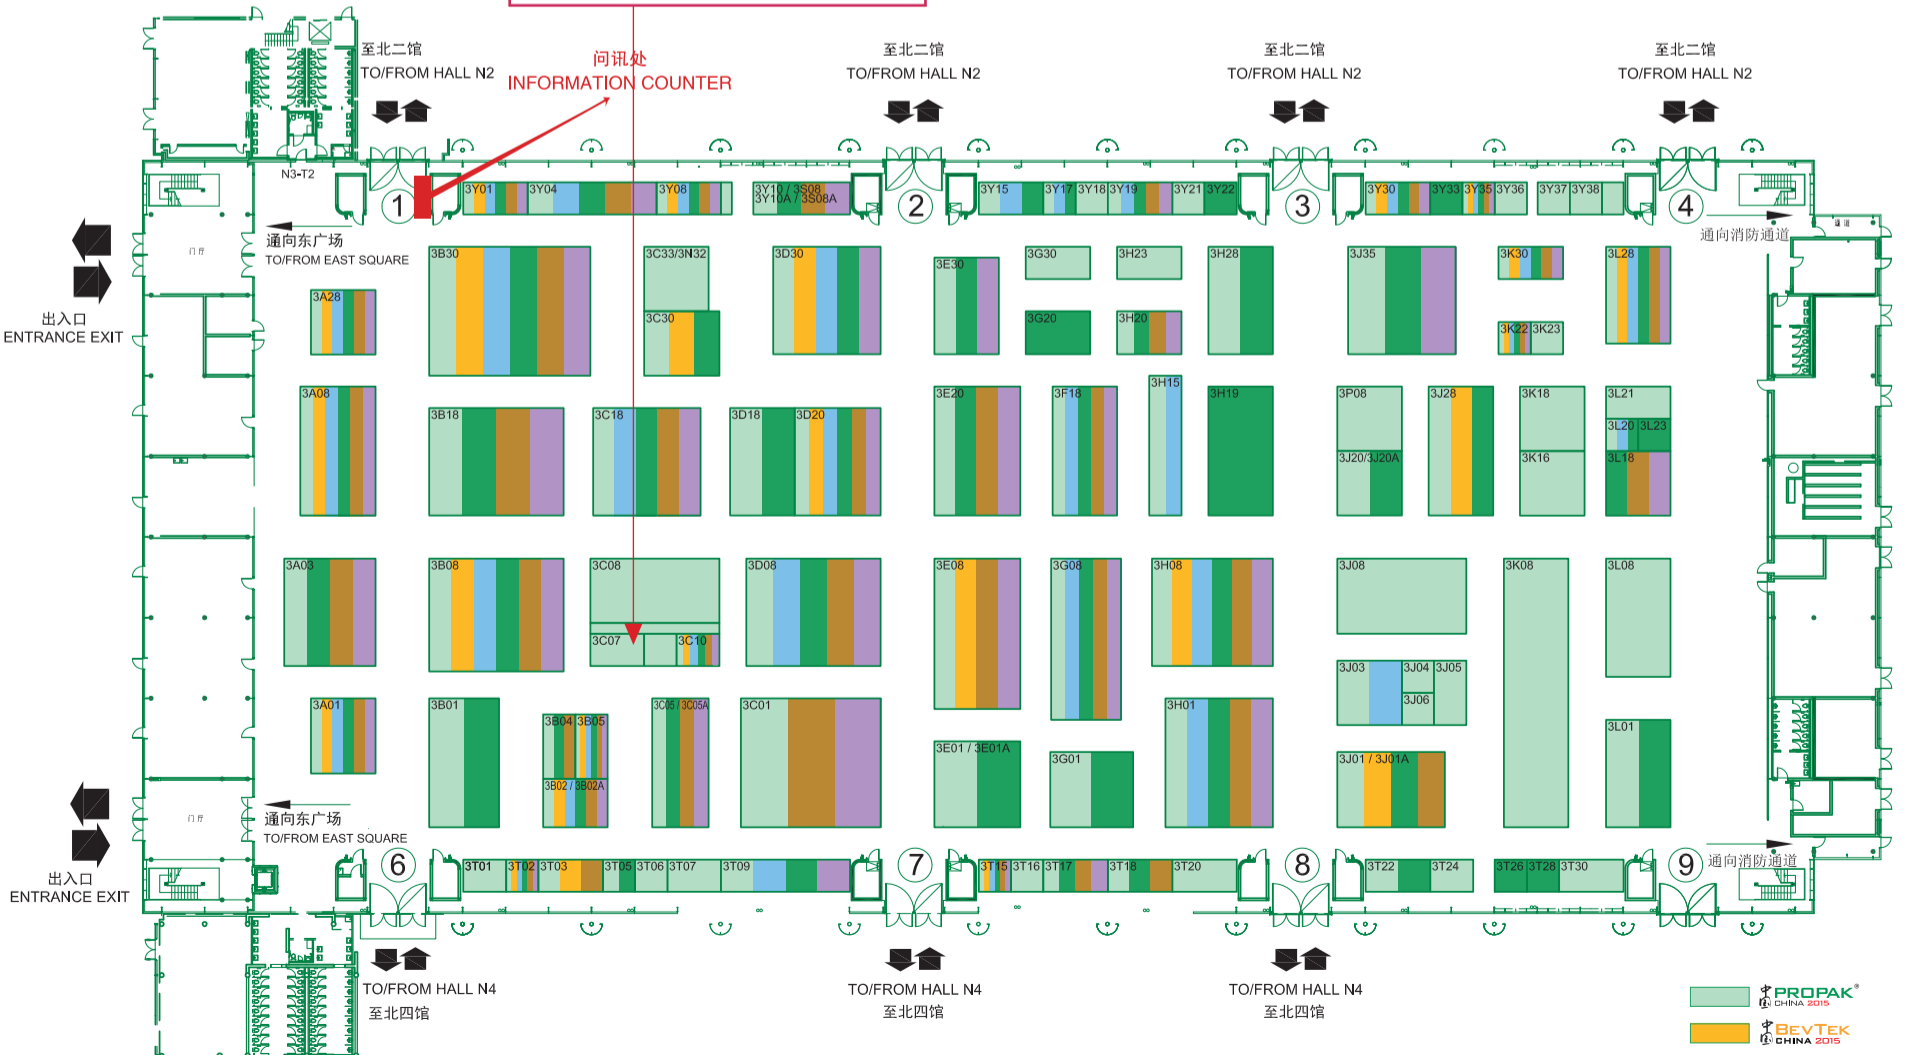 至北二馆
TO/FROM HALL N2
问讯处
INFORMATION COUNTER
至北二馆
TO/FROM HALL N2
至北二馆
TO/FROM HALL N2
至北二馆
TO/FROM HALL N2
N3-T2
1
3Y01
3Y04
3Y08
3Y10 / 3S08
3Y10A / 3S08A
2
3Y15
3Y17
3Y18
3Y19
3Y21
3Y22
3
3Y30
3Y33
3Y35
3Y36
3Y37
3Y38
4
通道
通向东广场
TO/FROM EAST SQUARE
通向消防通道
门厅
出入口
ENTRANCE EXIT
3A28
3B30
3C33/3N32
3C30
3D30
3E30
3G30
3G20
3H23
3H20
3H28
3J35
3K30
3K22
3K23
3L28
3A08
3B18
3C18
3D18
3D20
3E20
3F18
3H15
3H19
3P08
3J20/3J20A
3J28
3K18
3K16
3L21
3L20
3L23
3L18
3A03
3B08
3C08
3C07
3C10
3D08
3E08
3G08
3H08
3J08
3K08
3L08
3J03
3J04
3J05
3J06
3A01
3B01
3B04
3B05
3B02 / 3B02A
3C05 / 3C05A
3C01
3E01 / 3E01A
3G01
3H01
3J01 / 3J01A
3L01
门厅
通向东广场
TO/FROM EAST SQUARE
通向消防通道
出入口
ENTRANCE EXIT
6
3T01
3T02
3T03
3T05
3T06
3T07
3T09
7
3T15
3T16
3T17
3T18
3T20
8
3T22
3T24
3T26
3T28
3T30
9
TO/FROM HALL N4
至北四馆
TO/FROM HALL N4
至北四馆
TO/FROM HALL N4
至北四馆
中国 PROPAK®
CHINA 2015
中国 BEVTEK
CHINA 2015